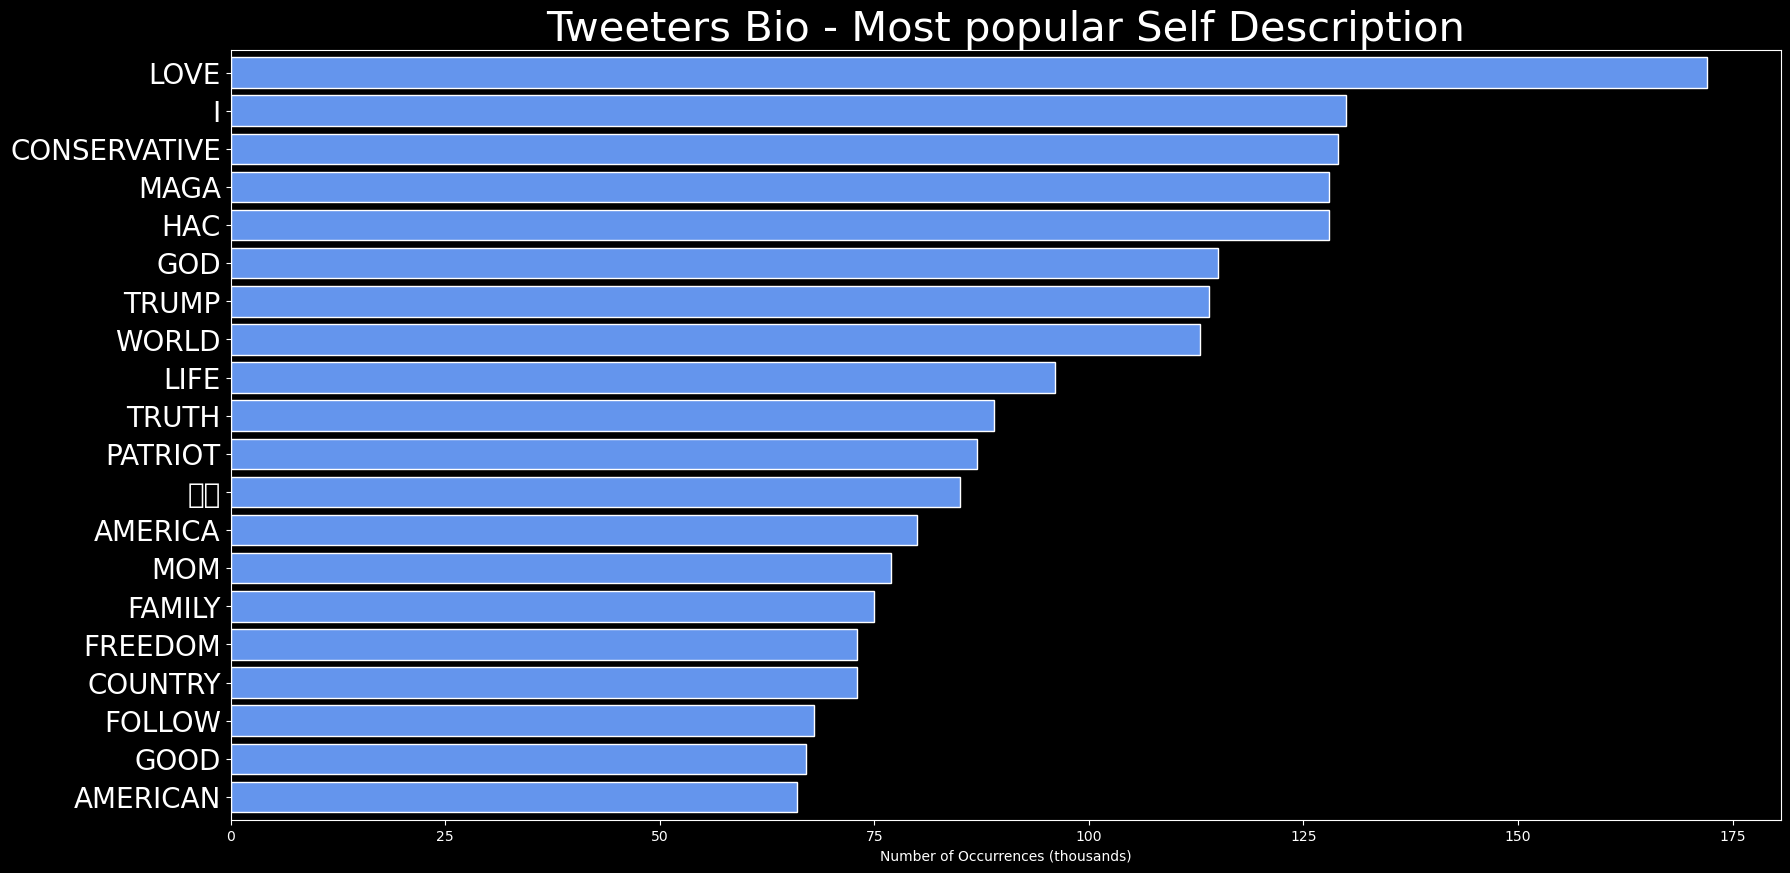 Tweeters Bio - Most popular Self Description
LOVE
I
CONSERVATIVE
MAGA
HAC
GOD
TRUMP
WORLD
LIFE
TRUTH
PATRIOT
AMERICA
MOM
FAMILY
FREEDOM
COUNTRY
FOLLOW
GOOD
AMERICAN
0 25 50 75 100 125 150 175
Number of Occurrences (thousands)